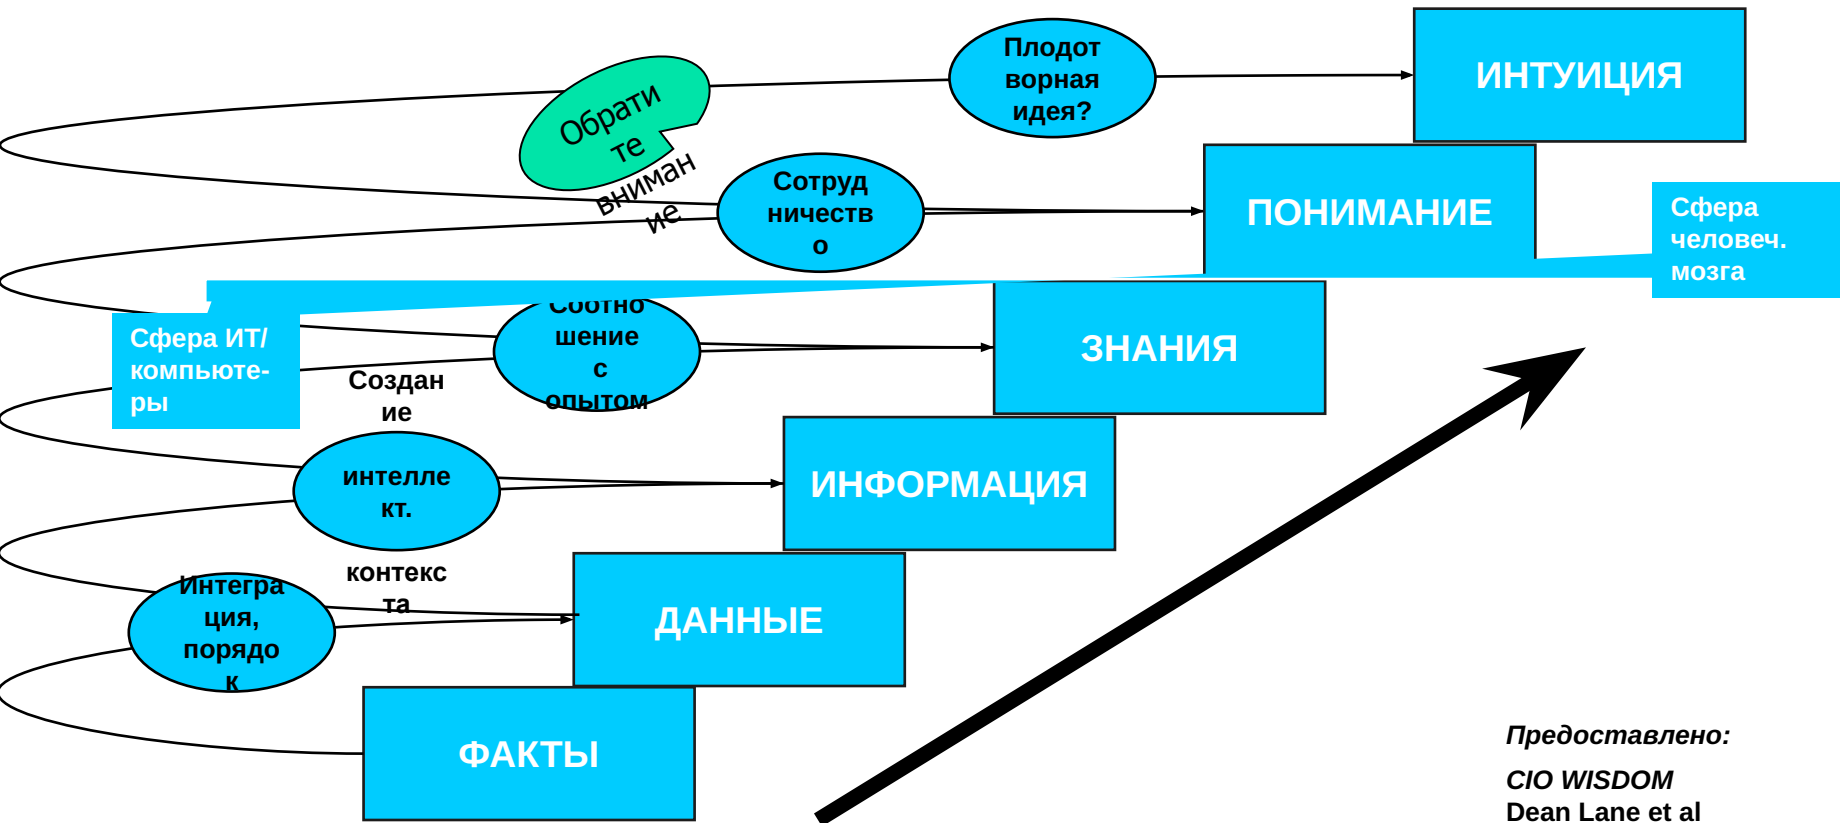 Плодот
ворная
идея?
ИНТУИЦИЯ
Обрати
те
вниман
ие
Сотруд
ничеств
о
ПОНИМАНИЕ
Сфера
человеч.
мозга
Соотно
шение
с
опытом
ЗНАНИЯ
Сфера ИТ/
компьюте-
ры
Создан
ие
интелле
кт.
контекс
та
ИНФОРМАЦИЯ
Интегра
ция,
порядо
к
ДАННЫЕ
ФАКТЫ
Предоставлено:
CIO WISDOM
Dean Lane et al